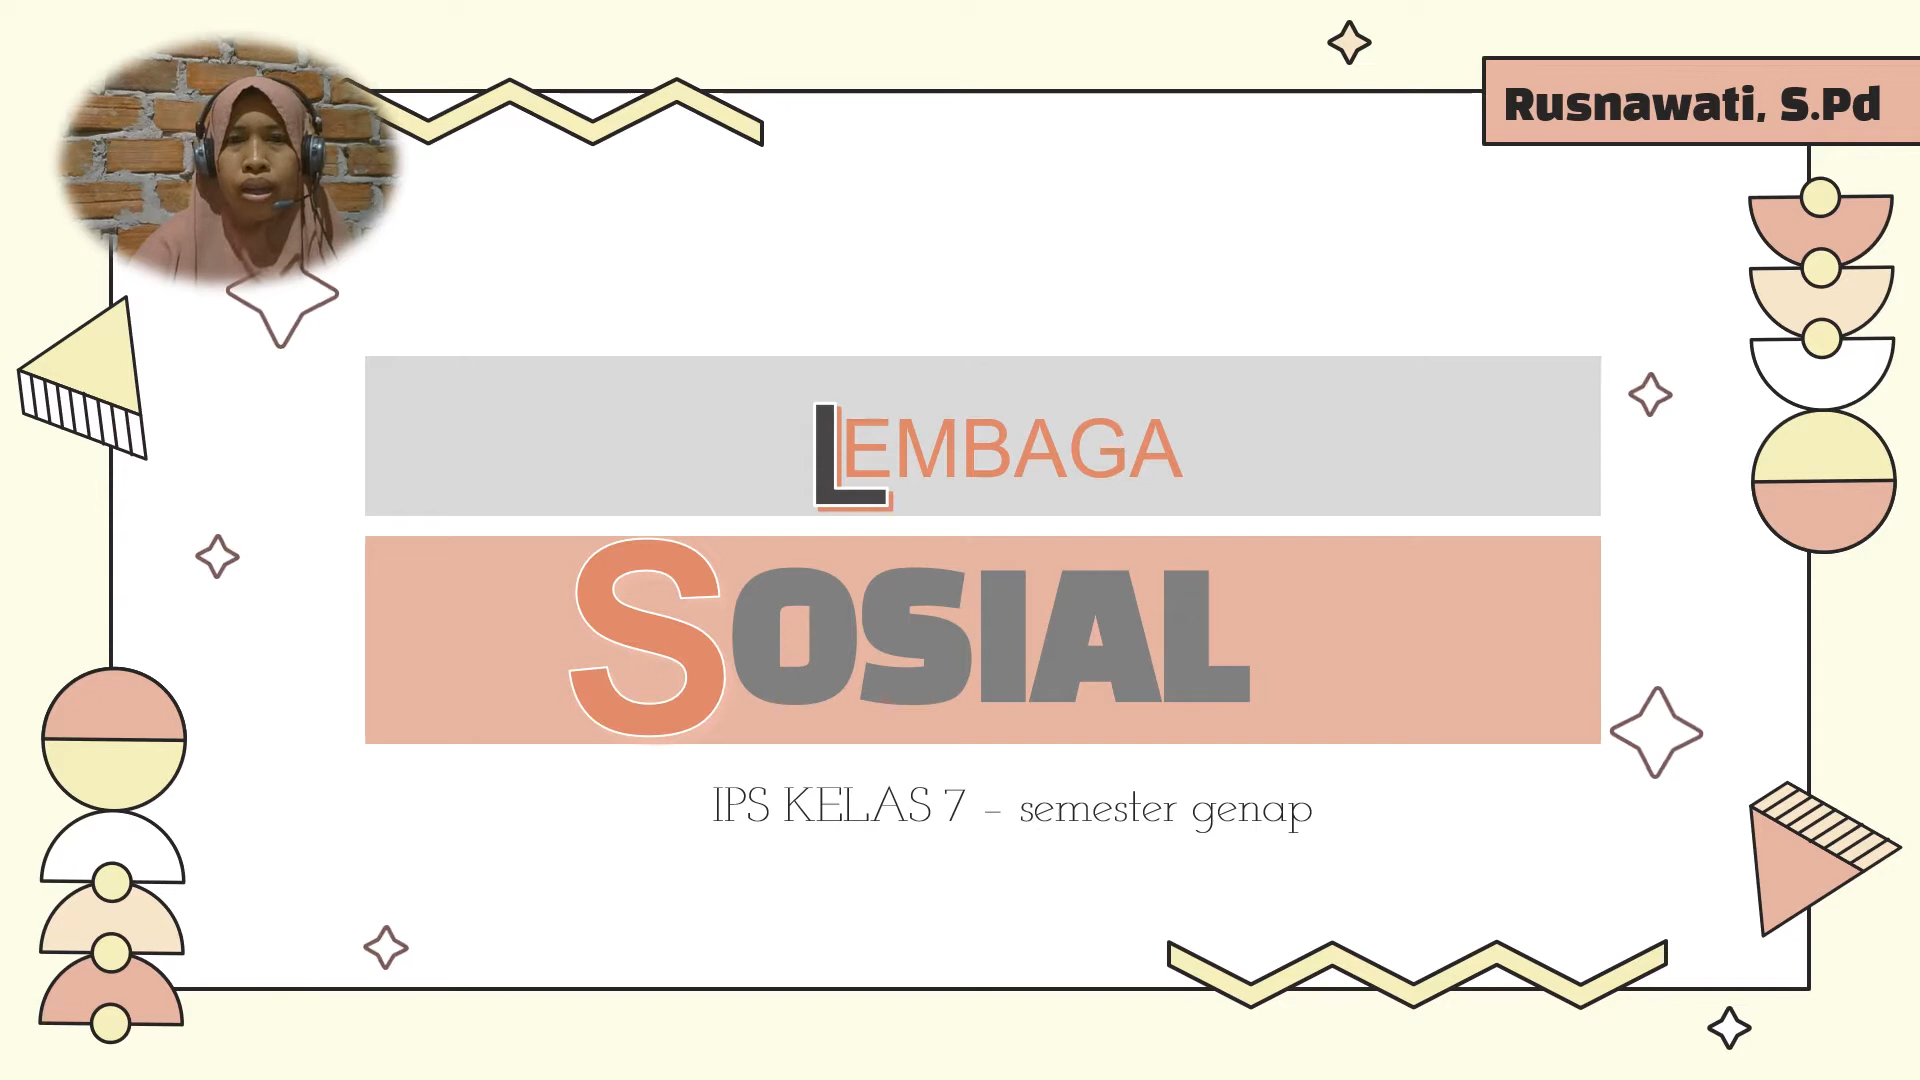 Rusnawati, S.Pd
LEMBAGA
SOSIAL
IPS KELAS 7 – semester genap